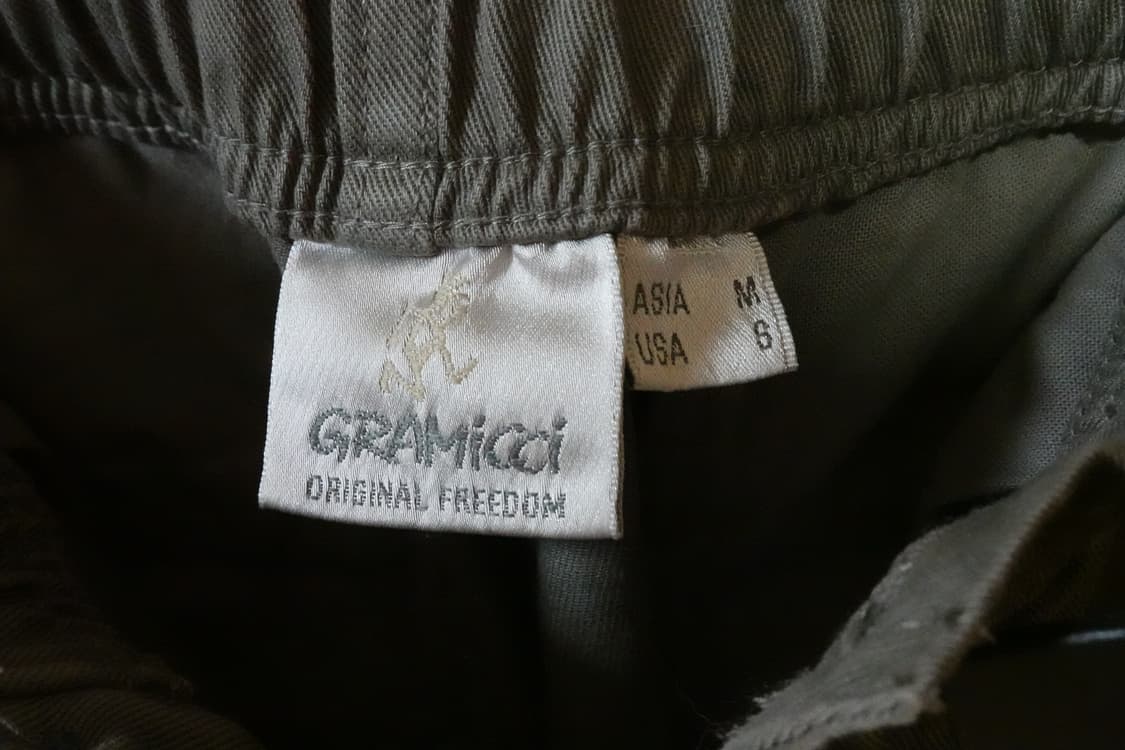 GRAMiCCi
ORIGINAL FREEDOM
ASIA M
USA S